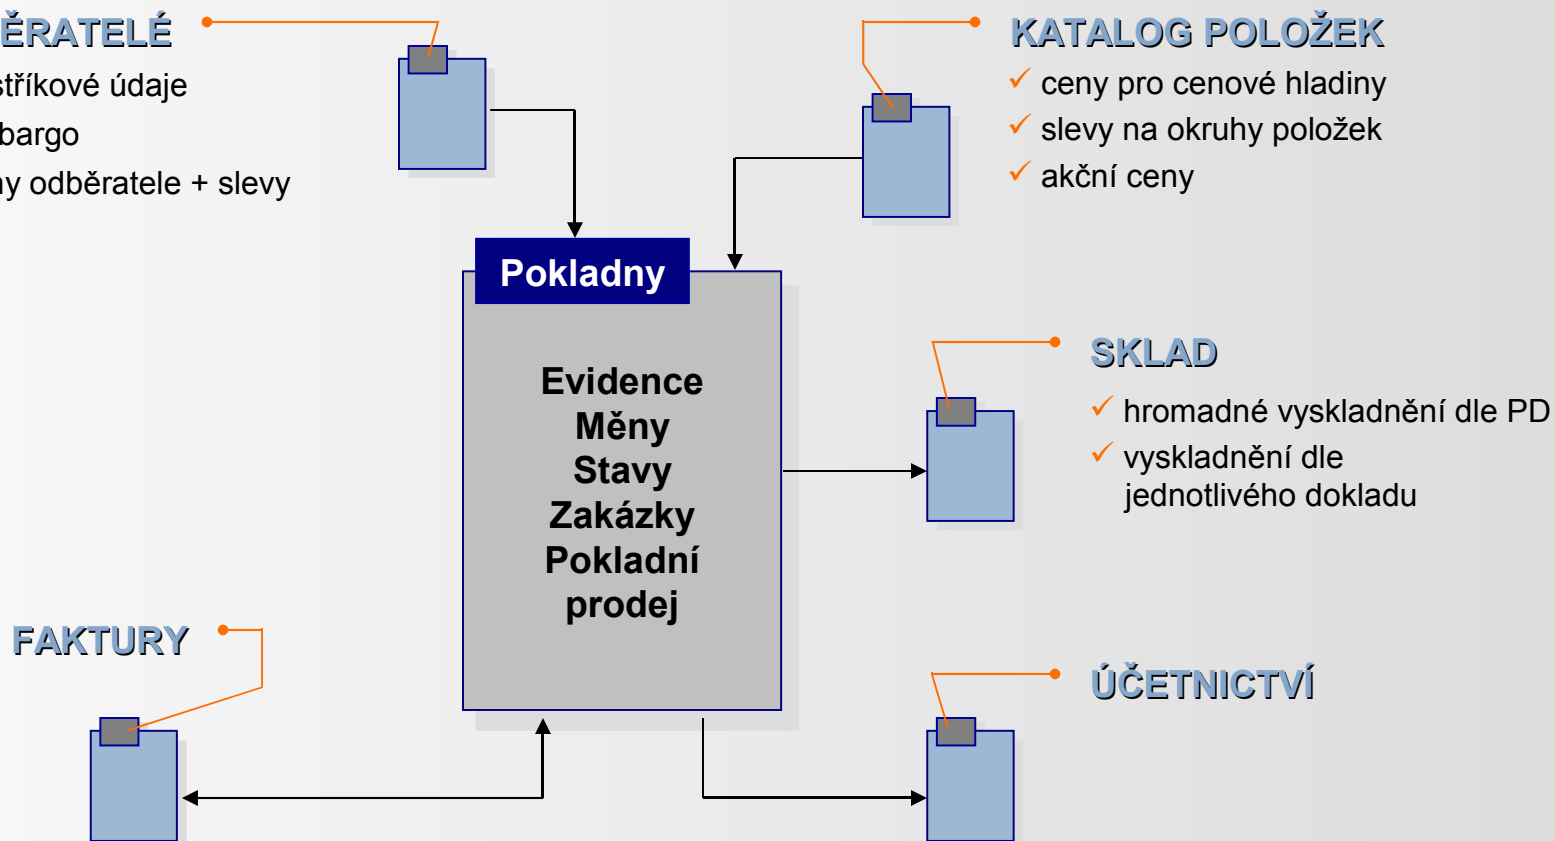 ĚRATELÉ
stříkové údaje
bargo
ny odběratele + slevy
KATALOG POLOŽEK
ceny pro cenové hladiny
slevy na okruhy položek
akční ceny
Pokladny
Evidence
Měny
Stavy
Zakázky
Pokladní
prodej
SKLAD
hromadné vyskladnění dle PD
vyskladnění dle
jednotlivého dokladu
FAKTURY
ÚČETNICTVÍ